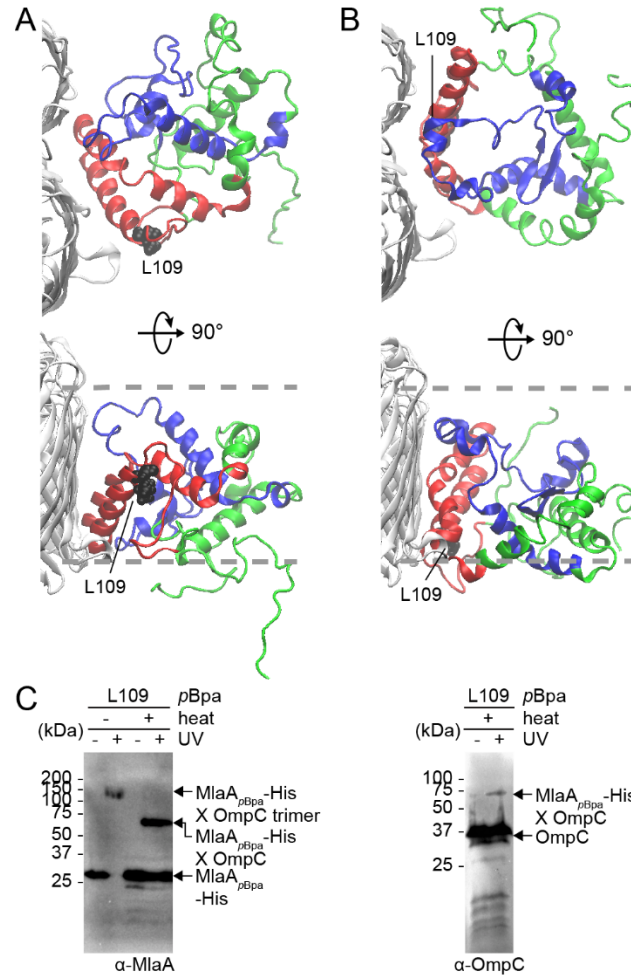 A
B
L109
L109
90°
90°
L109
L109
C
L109 pBpa
- + heat
(kDa) - + - + UV
200
150
100
75
50
37
25
MlaApBpa-His
X OmpC trimer
MlaApBpa-His
X OmpC
MlaApBpa
-His
α-MlaA
L109 pBpa
+ heat
(kDa) - + UV
100
75
50
37
25
MlaApBpa-His
X OmpC
OmpC
α-OmpC